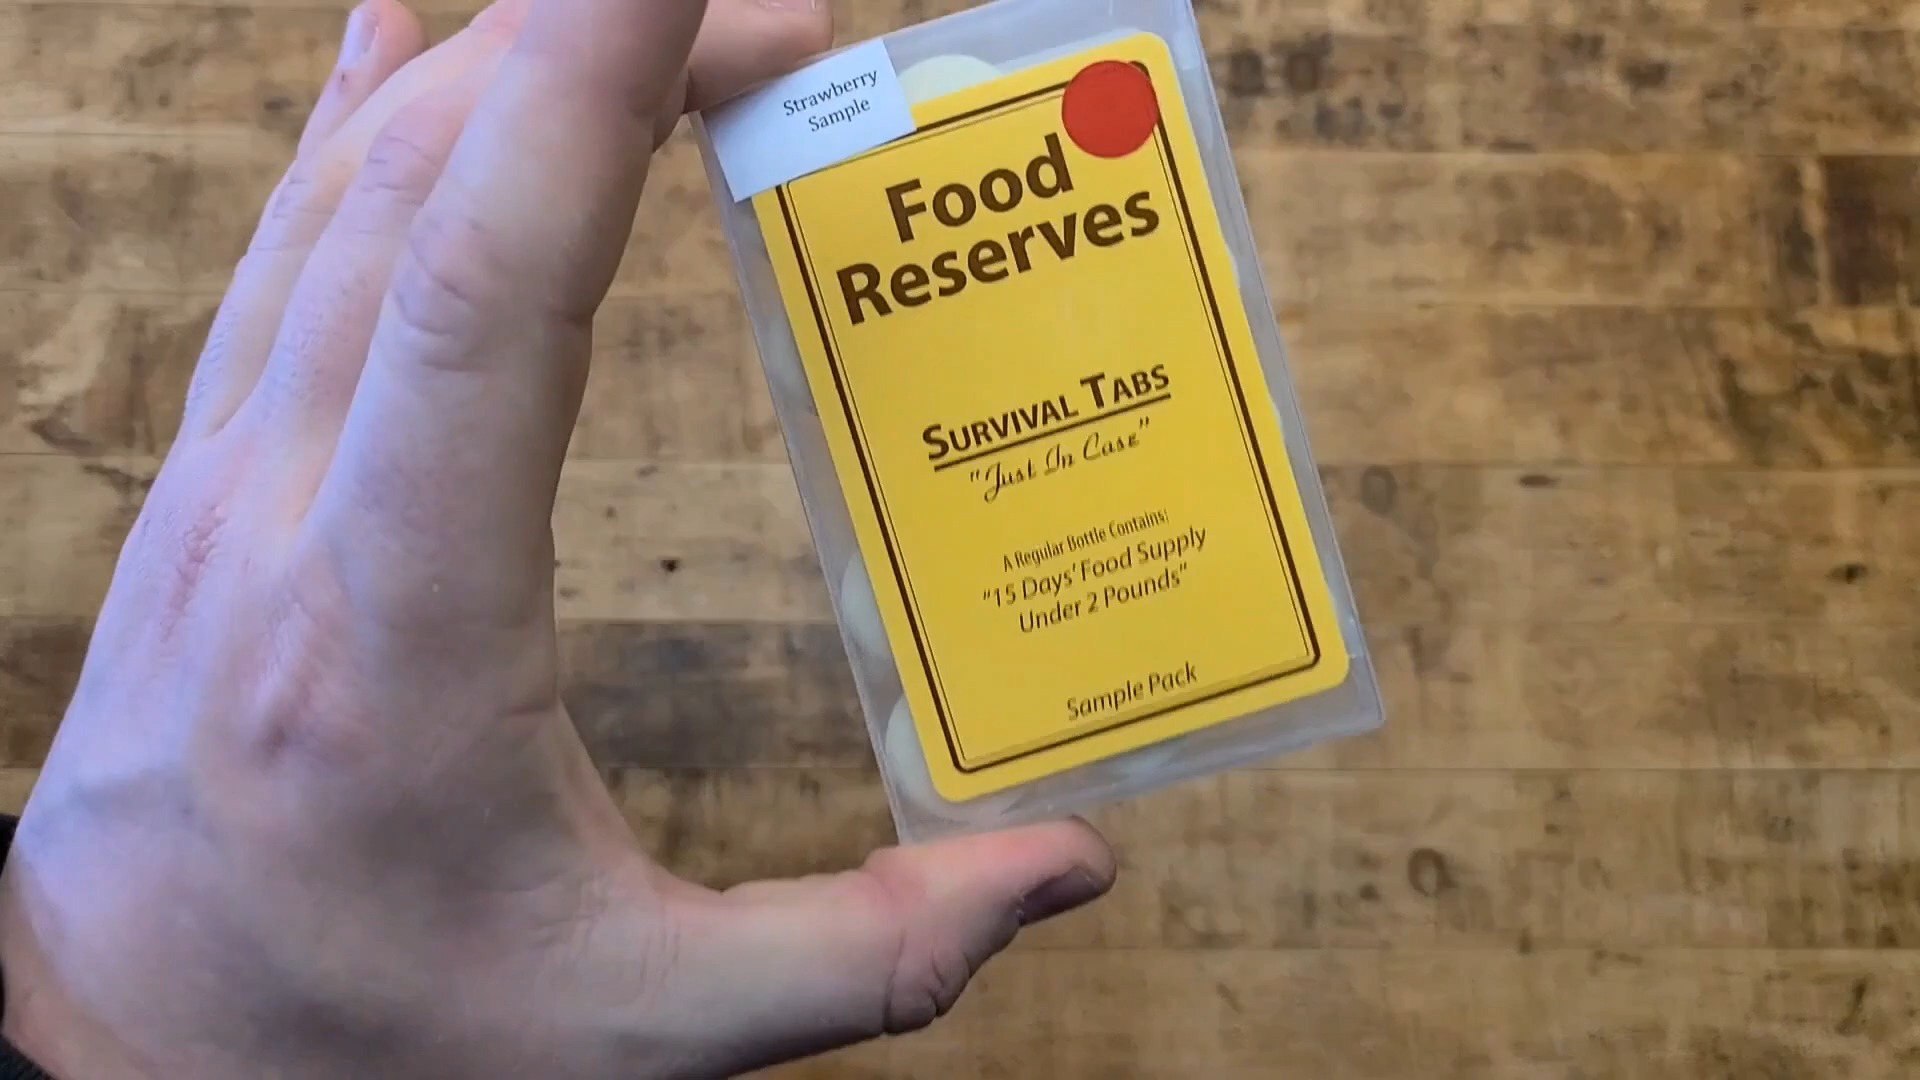 Strawberry
Sample
Food
Reserves
Survival Tabs
"Just In Case"
A Regular Bottle Contains:
"15 Days' Food Supply
Under 2 Pounds"
Sample Pack